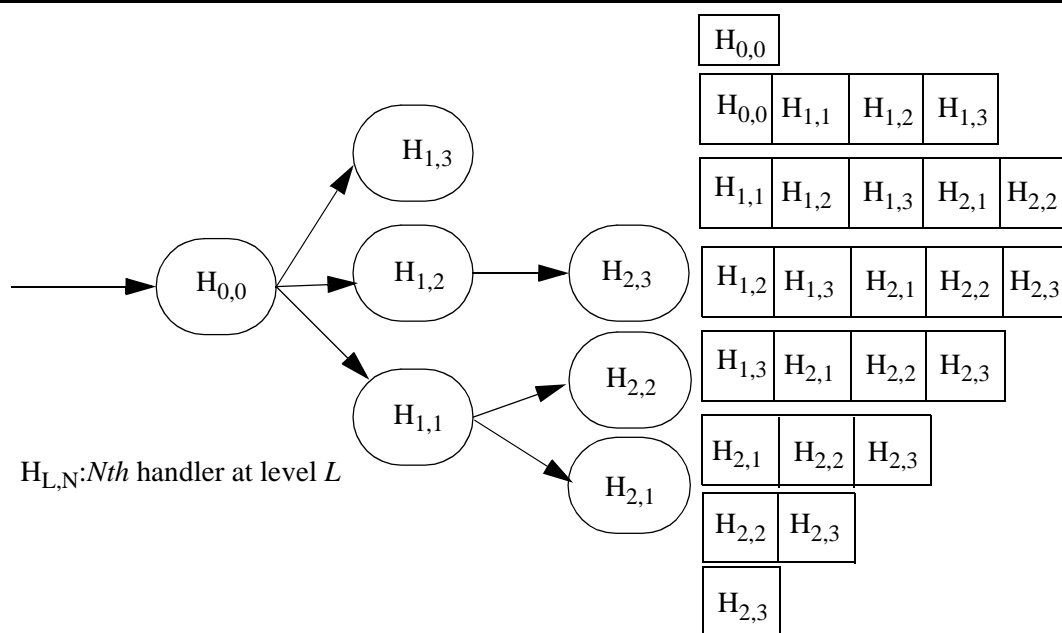 H0,0
H1,3
H1,2
H2,3
H2,2
H1,1
H2,1
HL,N:Nth handler at level L
H0,0
H0,0 H1,1 H1,2 H1,3
H1,1 H1,2 H1,3 H2,1 H2,2
H1,2 H1,3 H2,1 H2,2 H2,3
H1,3 H2,1 H2,2 H2,3
H2,1 H2,2 H2,3
H2,2 H2,3
H2,3